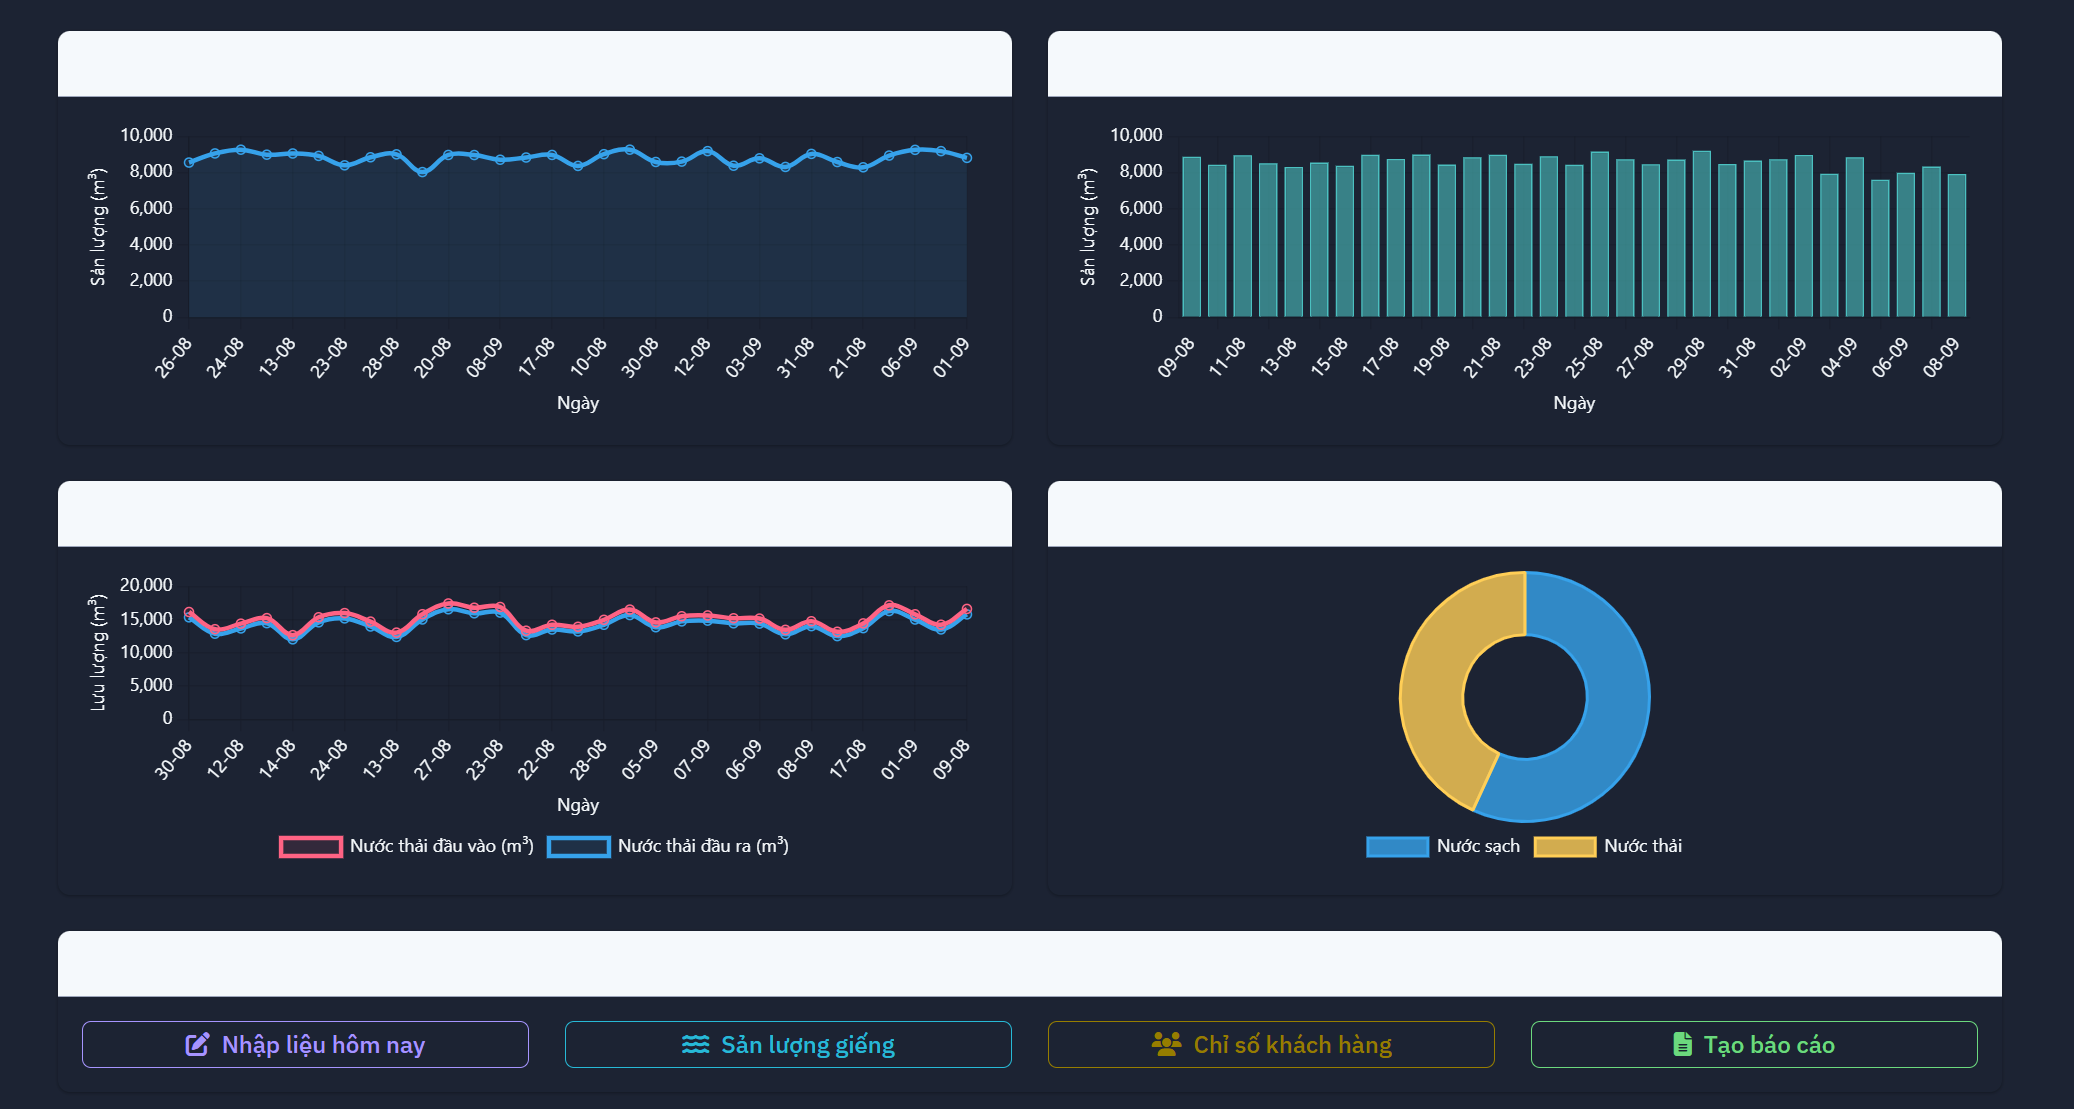 10,000
8,000
6,000
4,000
2,000
0
Sản lượng (m³)
26-08 24-08 13-08 23-08 28-08 20-08 08-09 17-08 10-08 30-08 12-08 03-09 31-08 21-08 06-09 01-09
Ngày
10,000
8,000
6,000
4,000
2,000
0
Sản lượng (m³)
09-08 11-08 13-08 15-08 17-08 19-08 21-08 23-08 25-08 27-08 29-08 31-08 02-09 04-09 06-09 08-09
Ngày
20,000
15,000
10,000
5,000
0
Lưu lượng (m³)
30-08 12-08 14-08 24-08 13-08 27-08 23-08 22-08 28-08 05-09 07-09 06-09 08-09 17-08 01-09 09-08
Ngày
Nước thải đầu vào (m³) Nước thải đầu ra (m³)
Nước sạch Nước thải
Nhập liệu hôm nay Sản lượng giếng Chỉ số khách hàng Tạo báo cáo